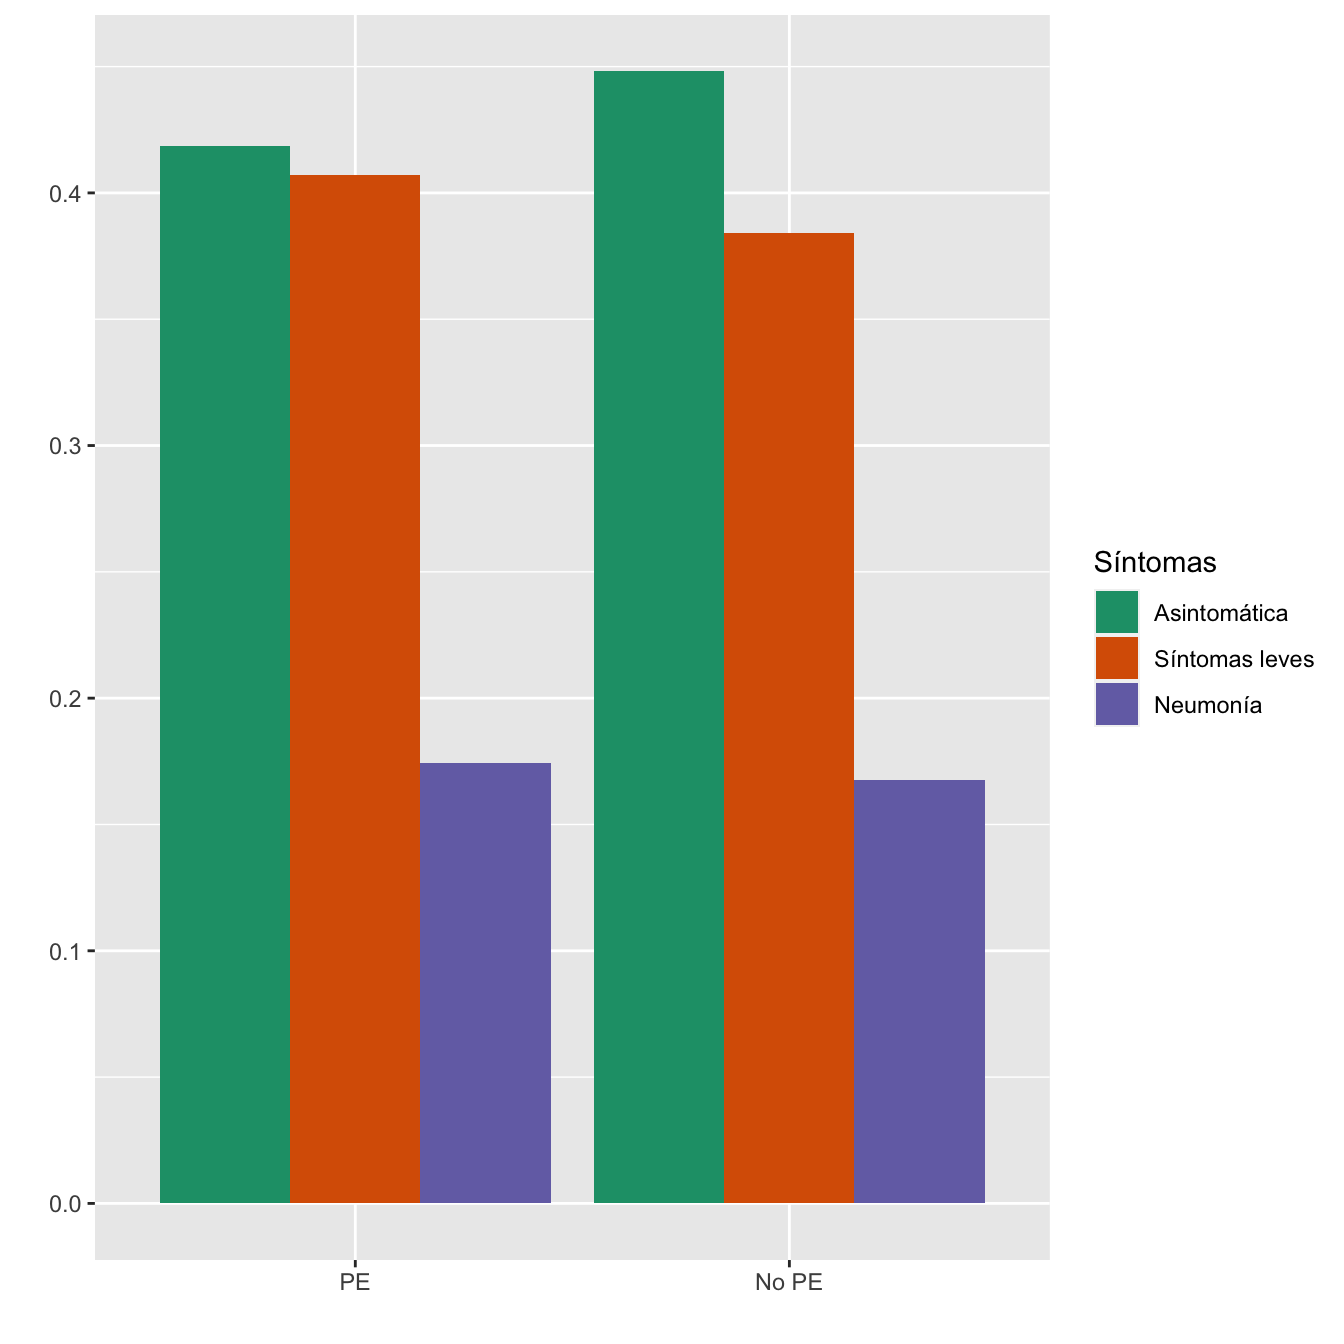 0.4
0.3
0.2
0.1
0.0
PE
No PE
Síntomas
Asintomática
Síntomas leves
Neumonía